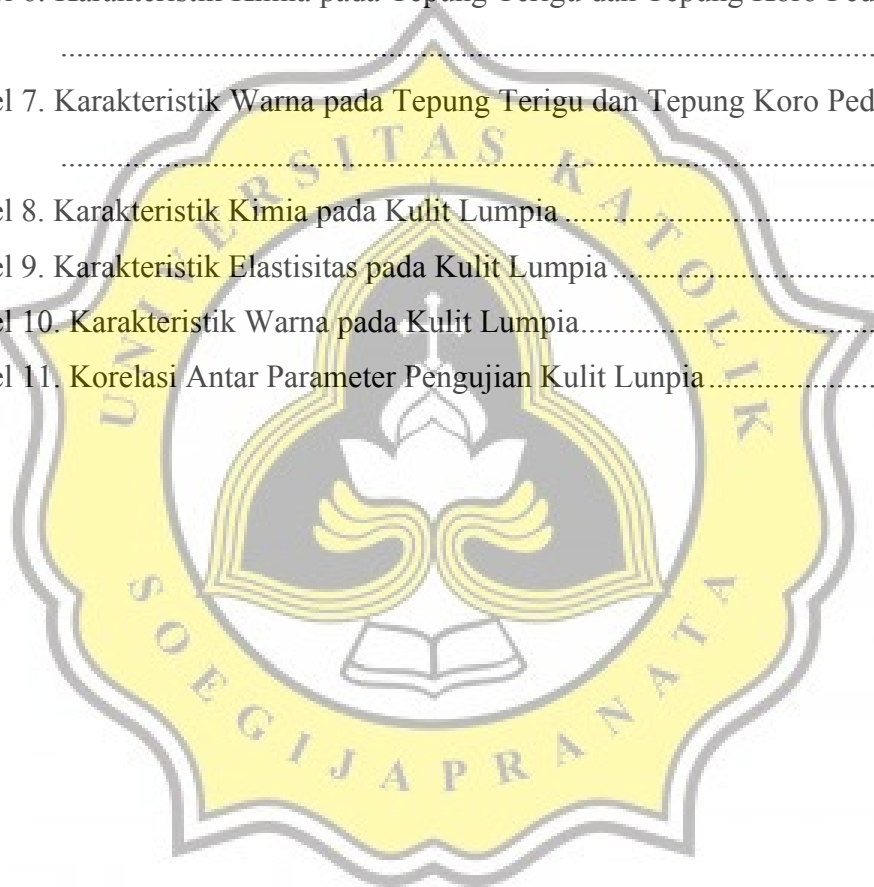 el 6. Karakteristik Kimia pada Tepung Terigu dan Tepung Koro Ped
................................................................................................................
el 7. Karakteristik Warna pada Tepung Terigu dan Tepung Koro Ped
................................................................................................................
el 8. Karakteristik Kimia pada Kulit Lumpia ........................................
el 9. Karakteristik Elastisitas pada Kulit Lumpia ..................................
el 10. Karakteristik Warna pada Kulit Lumpia......................................
el 11. Korelasi Antar Parameter Pengujian Kulit Lunpia ......................
UNIVERSITAS KATOLIK
SOEGIJAPRANATA